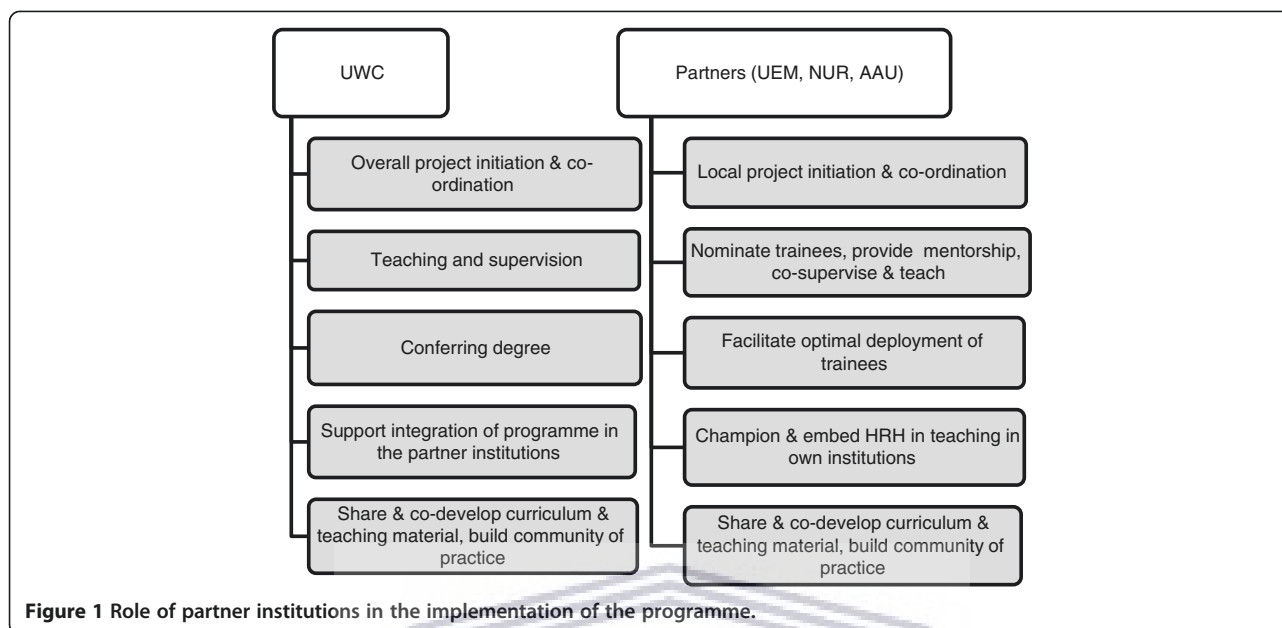 UWC
Overall project initiation & co-
ordination
Teaching and supervision
Conferring degree
Support integration of programme in
the partner institutions
Share & co-develop curriculum &
teaching material, build community of
practice
Partners (UEM, NUR, AAU)
Local project initiation & co-ordination
Nominate trainees, provide mentorship,
co-supervise & teach
Facilitate optimal deployment of
trainees
Champion & embed HRH in teaching in
own institutions
Share & co-develop curriculum &
teaching material, build community of
practice
Figure 1 Role of partner institutions in the implementation of the programme.